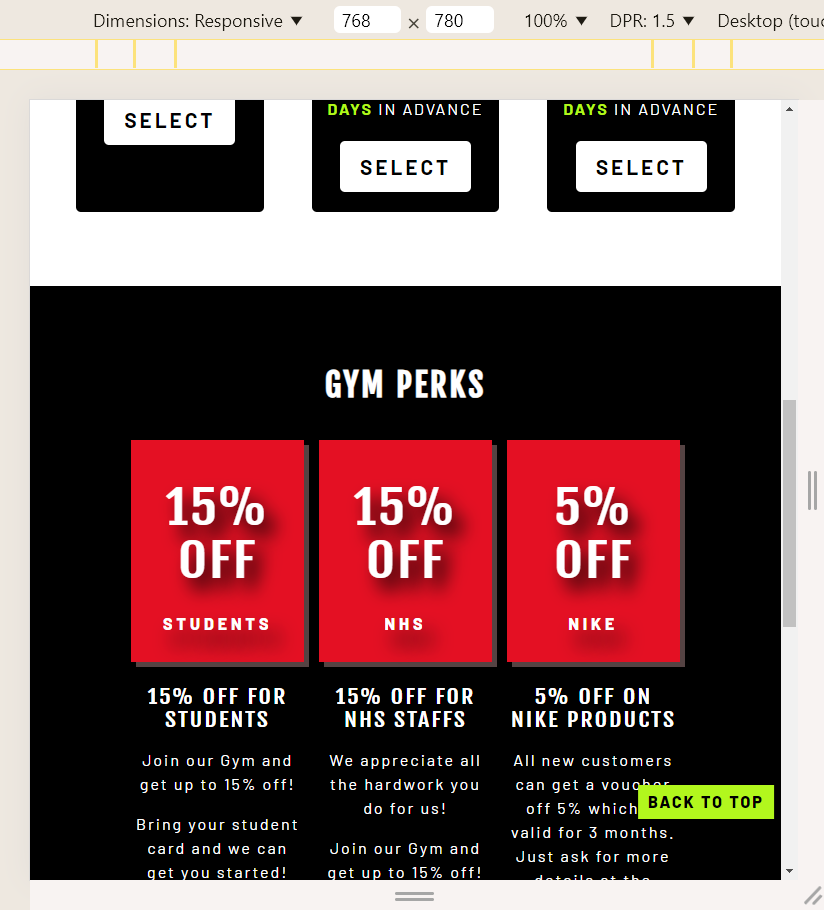 Dimensions: Responsive ▼ 768 × 780 100% ▼ DPR: 1.5 ▼ Desktop (touc
SELECT
DAYS IN ADVANCE
SELECT
DAYS IN ADVANCE
SELECT
GYM PERKS
15%
OFF
STUDENTS
15%
OFF
NHS
5%
OFF
NIKE
15% OFF FOR
STUDENTS
Join our Gym and
get up to 15% off!
Bring your student
card and we can
get you started!
15% OFF FOR
NHS STAFFS
We appreciate all
the hardwork you
do for us!
Join our Gym and
get up to 15% off!
5% OFF ON
NIKE PRODUCTS
All new customers
can get a voucher
off 5% which
valid for 3 months.
Just ask for more
details at the
BACK TO TOP